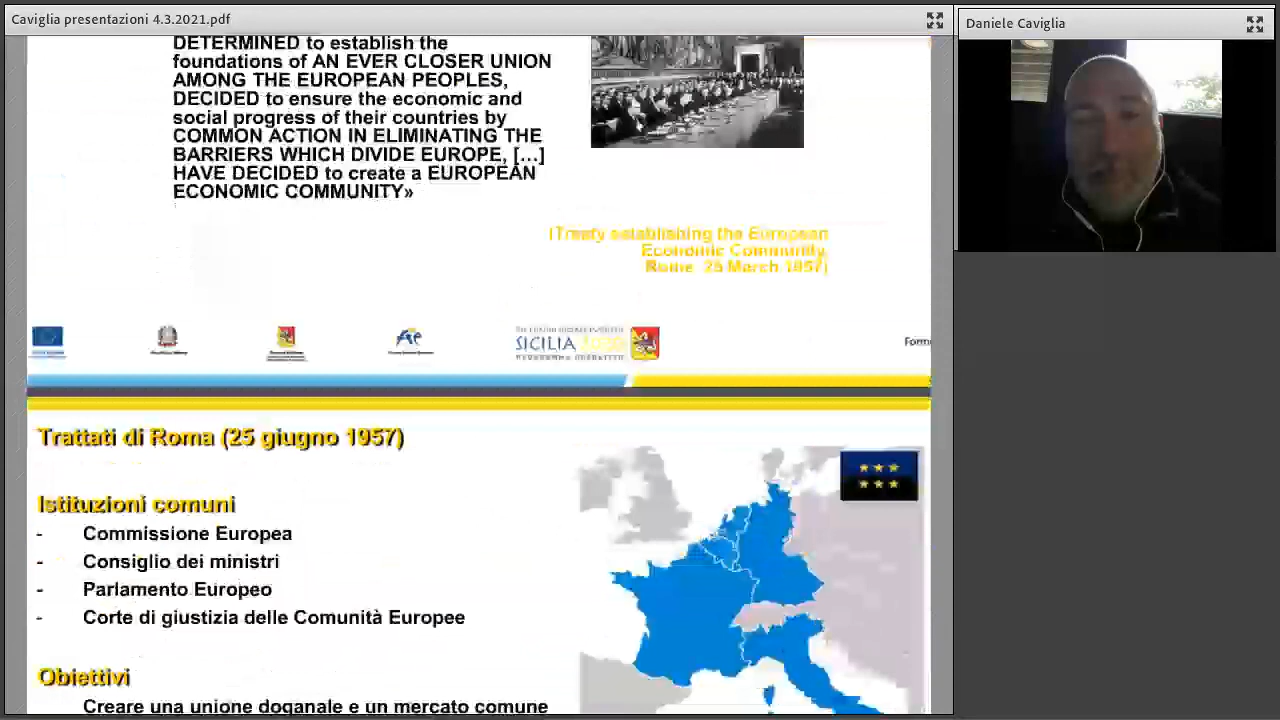 Caviglia presentazioni 4.3.2021.pdf
Daniele Caviglia
DETERMINED to establish the
foundations of AN EVER CLOSER UNION
AMONG THE EUROPEAN PEOPLES,
DECIDED to ensure the economic and
social progress of their countries by
COMMON ACTION IN ELIMINATING THE
BARRIERS WHICH DIVIDE EUROPE, [...]
HAVE DECIDED to create a EUROPEAN
ECONOMIC COMMUNITY»
(Treaty establishing the European
Economic Community,
Rome, 25 March 1957)
SICILIA 2020
Form
Trattati di Roma (25 giugno 1957)
Istituzioni comuni
- Commissione Europea
- Consiglio dei ministri
- Parlamento Europeo
- Corte di giustizia delle Comunità Europee
Obiettivi
Creare una unione doganale e un mercato comune